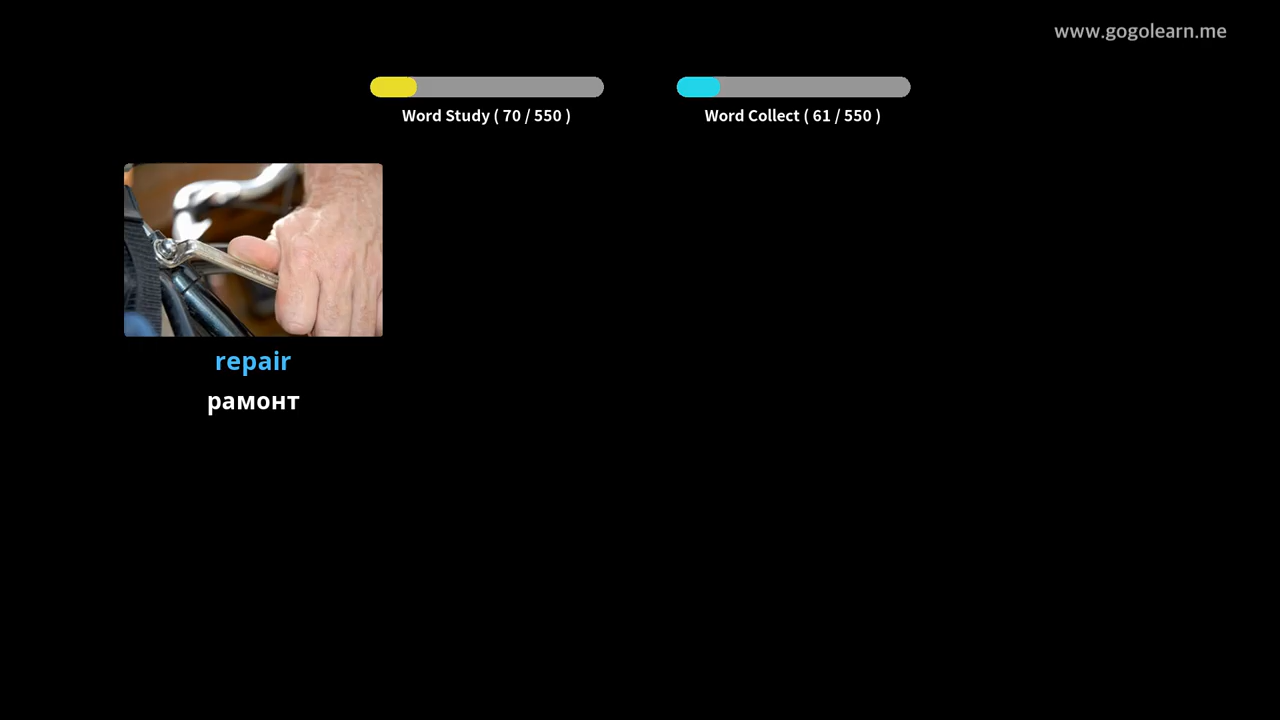 www.gogolearn.me
Word Study ( 70 / 550 )
Word Collect ( 61 / 550 )
repair
рамонт